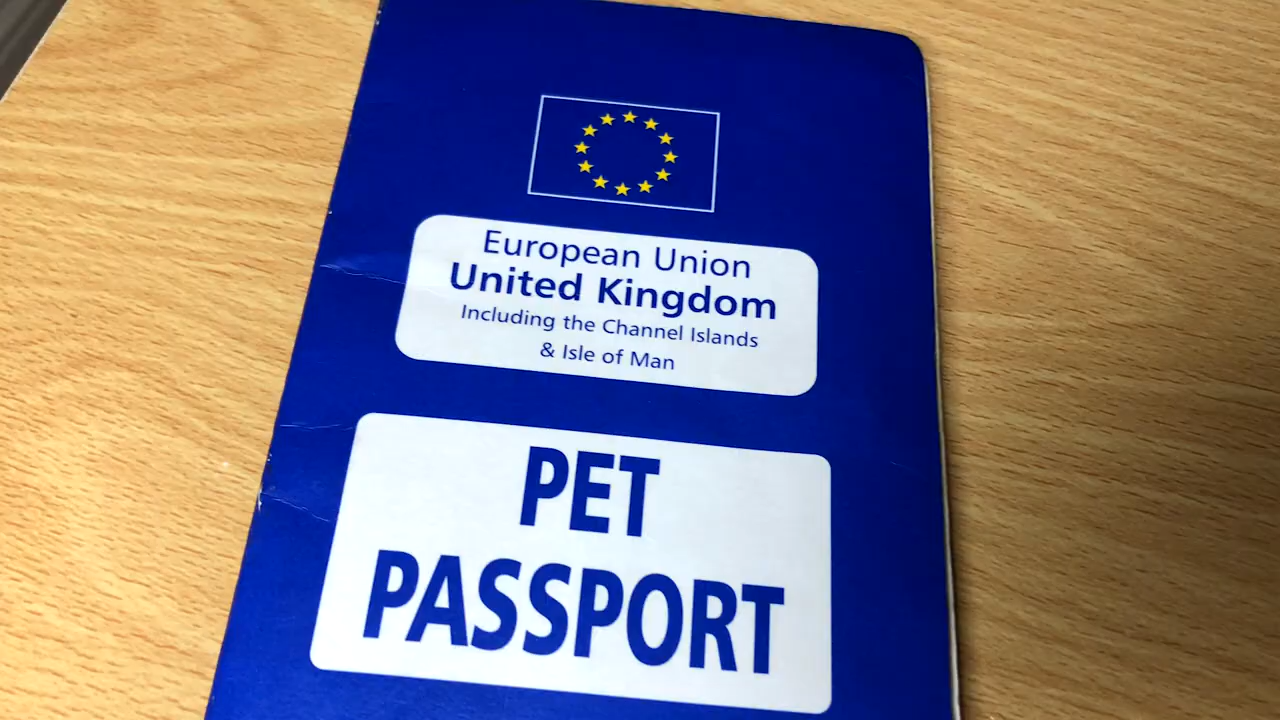 European Union
United Kingdom
Including the Channel Islands
& Isle of Man
PET
PASSPORT